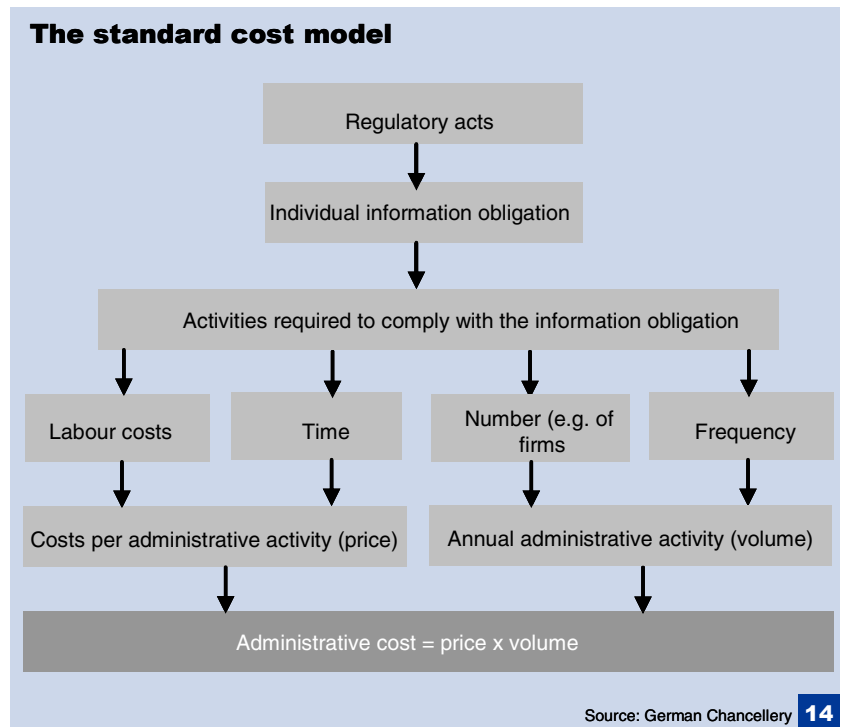 The standard cost model
Regulatory acts
Individual information obligation
Activities required to comply with the information obligation
Labour costs
Time
Number (e.g. of
firms
Frequency
Costs per administrative activity (price)
Annual administrative activity (volume)
Administrative cost = price x volume
Source: German Chancellery 14